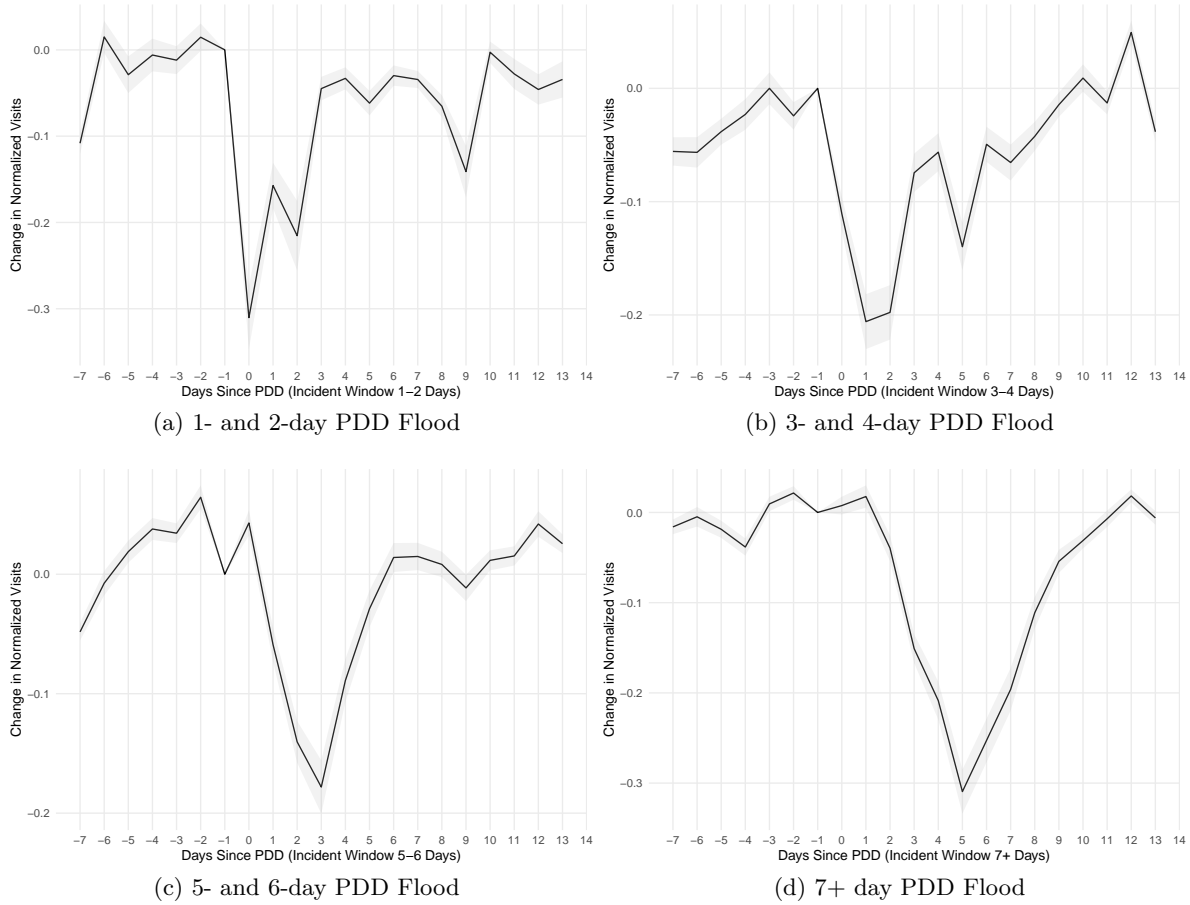 Change in Normalized Visits
0.0
−0.1
−0.2
−0.3
−7 −6 −5 −4 −3 −2 −1 0 1 2 3 4 5 6 7 8 9 10 11 12 13 14
Days Since PDD (Incident Window 1−2 Days)
(a) 1- and 2-day PDD Flood
Change in Normalized Visits
0.0
−0.1
−0.2
−7 −6 −5 −4 −3 −2 −1 0 1 2 3 4 5 6 7 8 9 10 11 12 13 14
Days Since PDD (Incident Window 3−4 Days)
(b) 3- and 4-day PDD Flood
Change in Normalized Visits
0.0
−0.1
−0.2
−7 −6 −5 −4 −3 −2 −1 0 1 2 3 4 5 6 7 8 9 10 11 12 13 14
Days Since PDD (Incident Window 5−6 Days)
(c) 5- and 6-day PDD Flood
Change in Normalized Visits
0.0
−0.1
−0.2
−0.3
−7 −6 −5 −4 −3 −2 −1 0 1 2 3 4 5 6 7 8 9 10 11 12 13 14
Days Since PDD (Incident Window 7+ Days)
(d) 7+ day PDD Flood